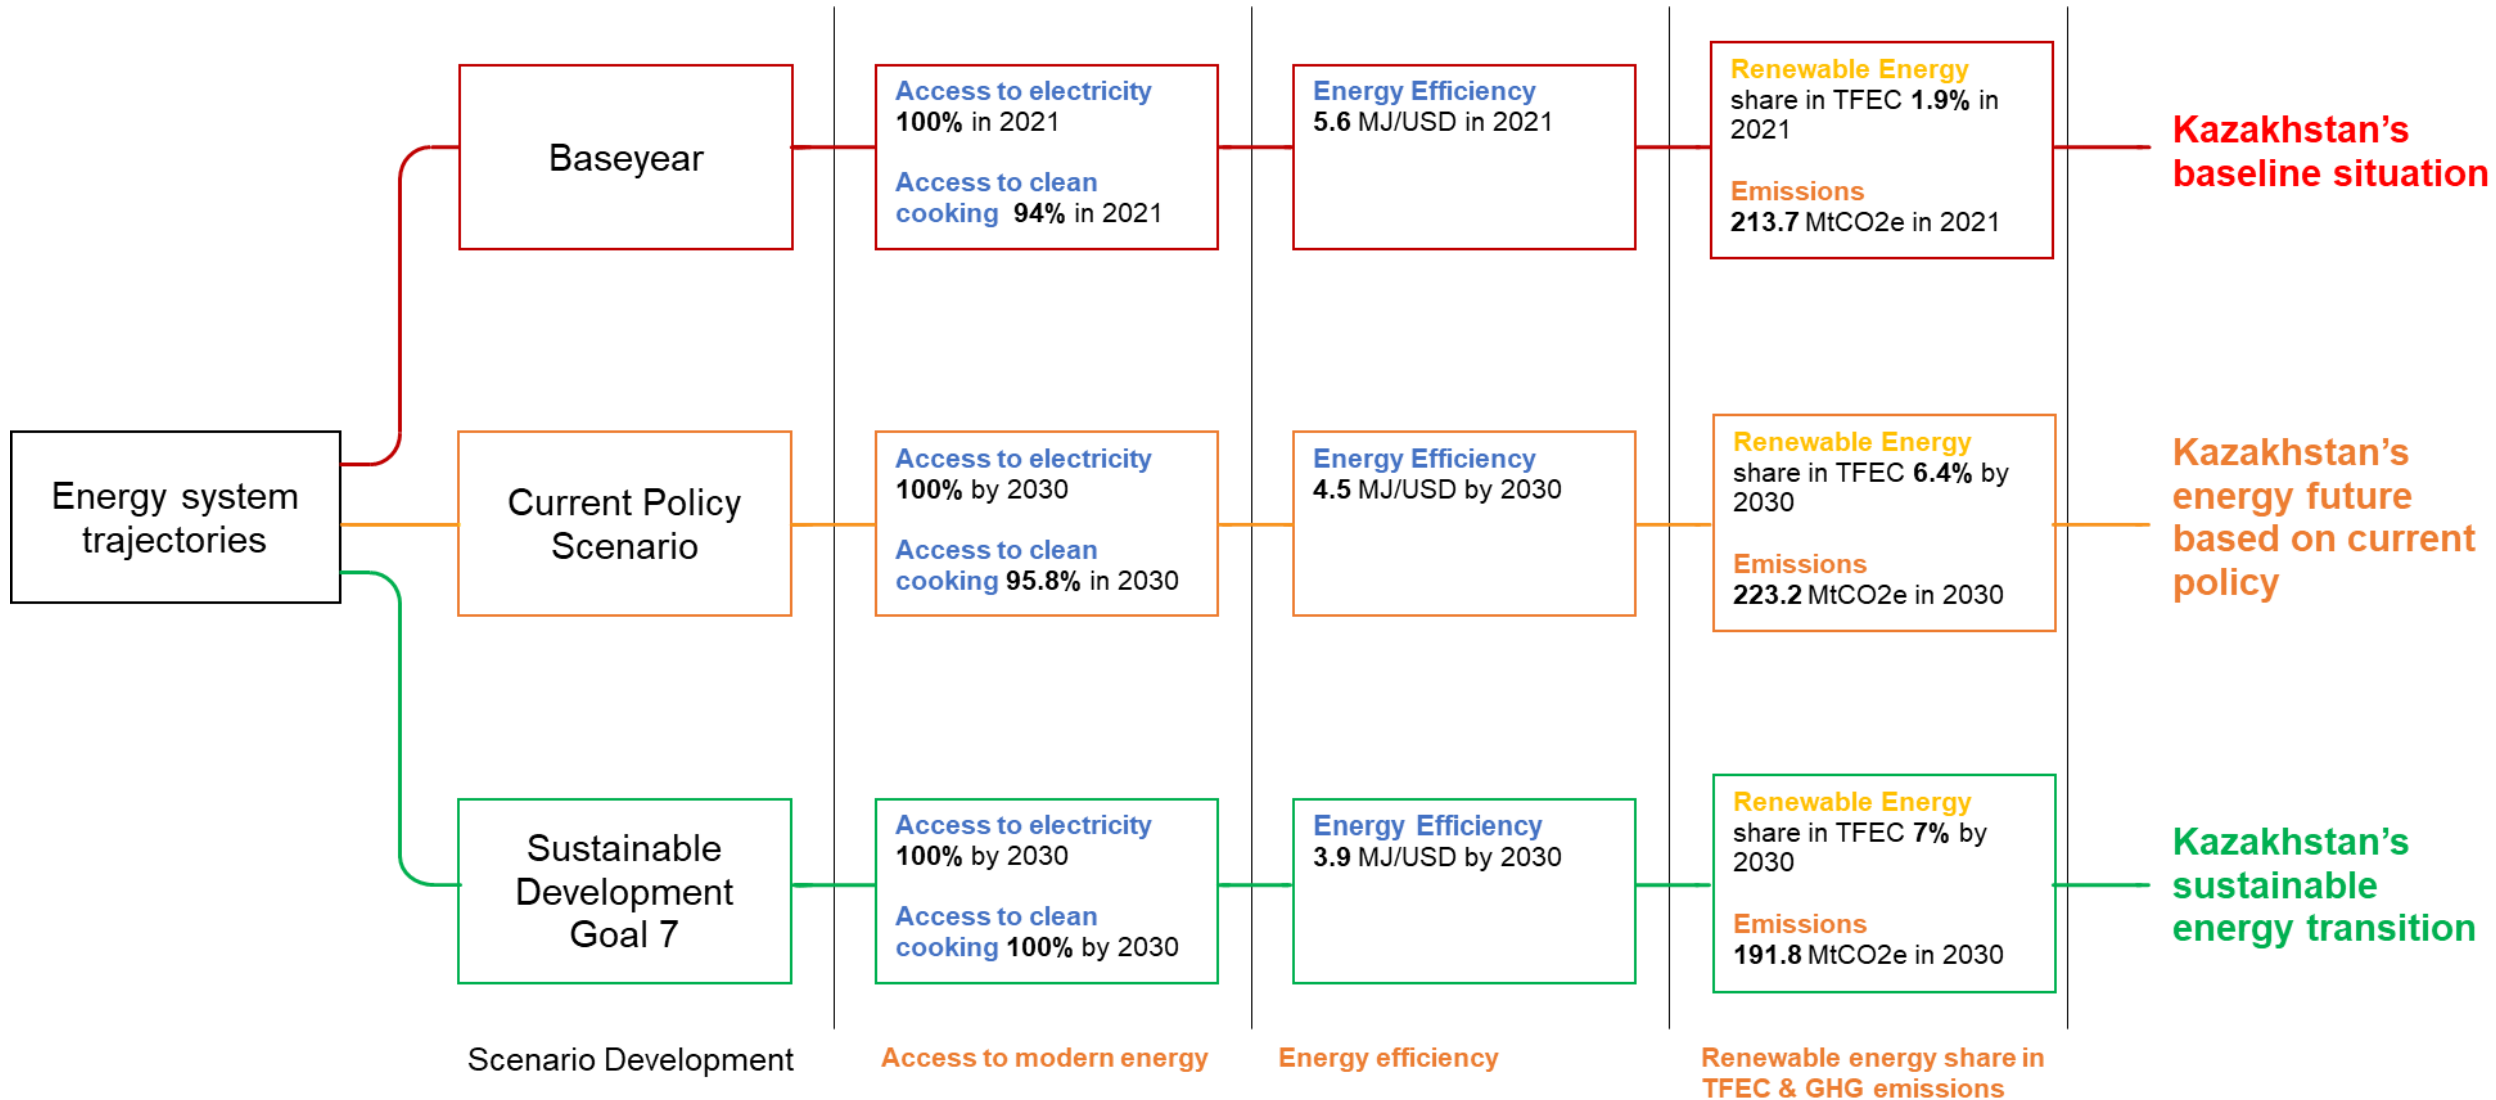 Energy system
trajectories
Baseyear
Access to electricity
100% in 2021
Access to clean
cooking  94% in 2021
Energy Efficiency
5.6 MJ/USD in 2021
Renewable Energy
share in TFEC 1.9% in
2021
Emissions
213.7 MtCO2e in 2021
Kazakhstan’s
baseline situation
Current Policy
Scenario
Access to electricity
100% by 2030
Access to clean
cooking 95.8% in 2030
Energy Efficiency
4.5 MJ/USD by 2030
Renewable Energy
share in TFEC 6.4% by
2030
Emissions
223.2 MtCO2e in 2030
Kazakhstan’s
energy future
based on current
policy
Sustainable
Development
Goal 7
Access to electricity
100% by 2030
Access to clean
cooking 100% by 2030
Energy Efficiency
3.9 MJ/USD by 2030
Renewable Energy
share in TFEC 7% by
2030
Emissions
191.8 MtCO2e in 2030
Kazakhstan’s
sustainable
energy transition
Scenario Development
Access to modern energy
Energy efficiency
Renewable energy share in
TFEC & GHG emissions